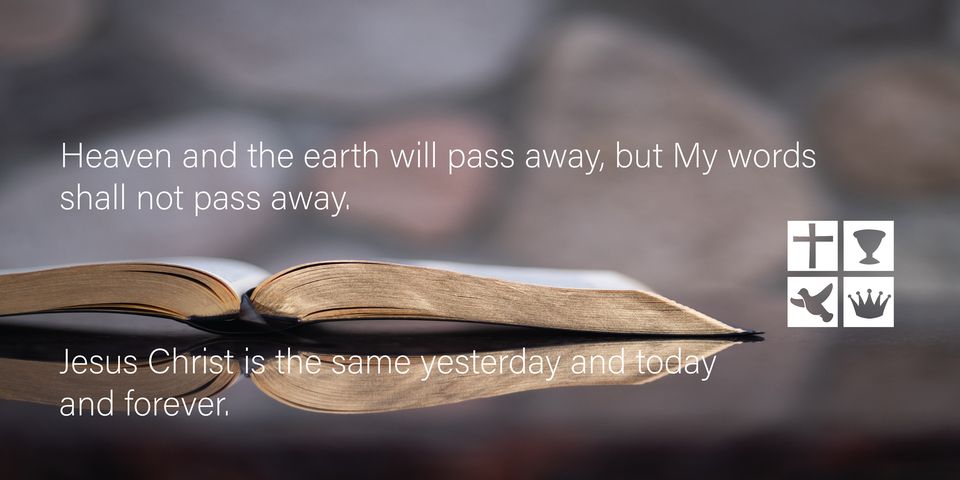 Heaven and the earth will pass away, but My words
shall not pass away.
Jesus Christ is the same yesterday and today
and forever.